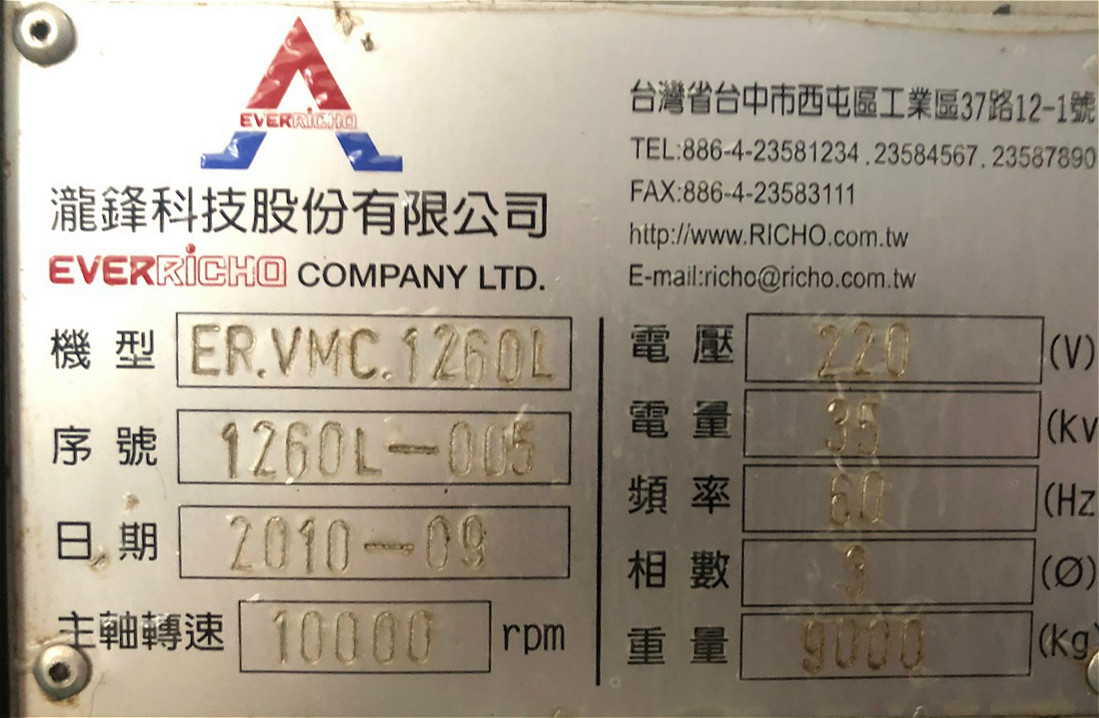 EVERRICHO
瀧鋒科技股份有限公司
EVERRICHO COMPANY LTD.
台灣省台中市西屯區工業區37路12-1號
TEL:886-4-23581234 . 23584567 . 23587890
FAX:886-4-23583111
http://www.RICHO.com.tw
E-mail:richo@richo.com.tw
機型 ER.VMC.1260L
序號 1260L-005
日期 2010-09
主軸轉速 10000 rpm
電壓 220 (V)
電量 35 (Kv
頻率 60 (Hz
相數 3 (Ø)
重量 9000 (kg)